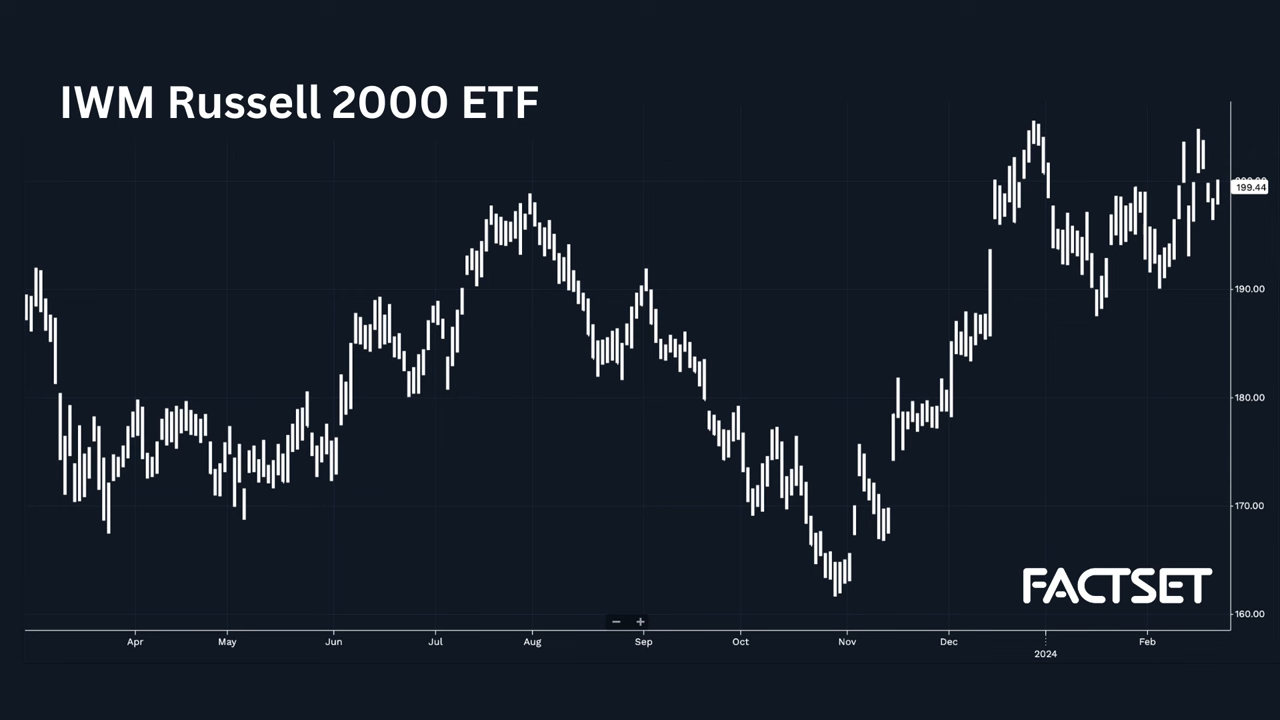 IWM Russell 2000 ETF
199.44
190.00
180.00
170.00
FACTSET
160.00
Apr May Jun Jul Aug Sep Oct Nov Dec Feb
2024